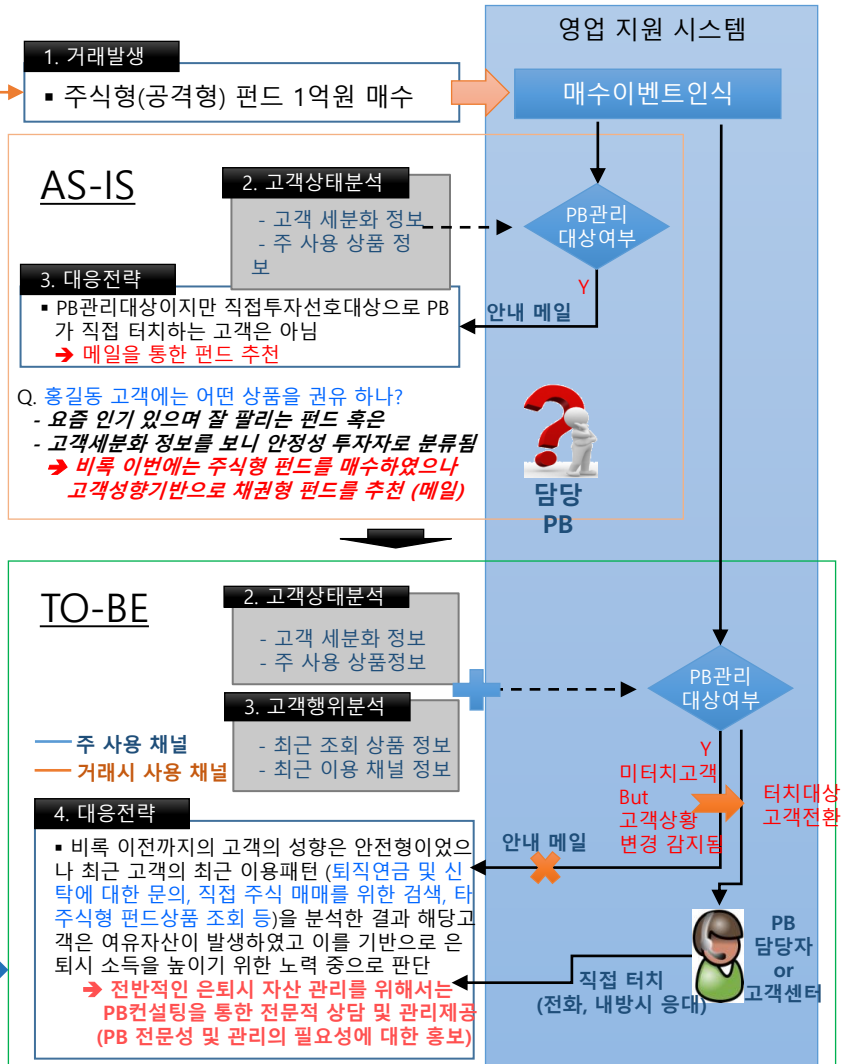 영업 지원 시스템
1. 거래발생
▪ 주식형(공격형) 펀드 1억원 매수
매수이벤트인식
AS-IS
2. 고객상태분석
- 고객 세분화 정보
- 주 사용 상품 정
보
PB관리
대상여부
Y
안내 메일
3. 대응전략
▪ PB관리대상이지만 직접투자선호대상으로 PB
가 직접 터치하는 고객은 아님
➔ 메일을 통한 펀드 추천
Q. 홍길동 고객에는 어떤 상품을 권유 하나?
- 요즘 인기 있으며 잘 팔리는 펀드 혹은
- 고객세분화 정보를 보니 안정성 투자자로 분류됨
➔ 비록 이번에는 주식형 펀드를 매수하였으나
고객성향기반으로 채권형 펀드를 추천 (메일)
담당
PB
TO-BE
2. 고객상태분석
- 고객 세분화 정보
- 주 사용 상품정보
3. 고객행위분석
- 최근 조회 상품 정보
- 최근 이용 채널 정보
PB관리
대상여부
주 사용 채널
거래시 사용 채널
Y
미터치고객
But
고객상황
변경 감지됨
터치대상
고객전환
안내 메일
4. 대응전략
▪ 비록 이전까지의 고객의 성향은 안전형이었으
나 최근 고객의 최근 이용패턴 (퇴직연금 및 신
탁에 대한 문의, 직접 주식 매매를 위한 검색, 타
주식형 펀드상품 조회 등)을 분석한 결과 해당고
객은 여유자산이 발생하였고 이를 기반으로 은
퇴시 소득을 높이기 위한 노력 중으로 판단
➔ 전반적인 은퇴시 자산 관리를 위해서는
PB컨설팅을 통한 전문적 상담 및 관리제공
(PB 전문성 및 관리의 필요성에 대한 홍보)
직접 터치
(전화, 내방시 응대)
PB
담당자
or
고객센터